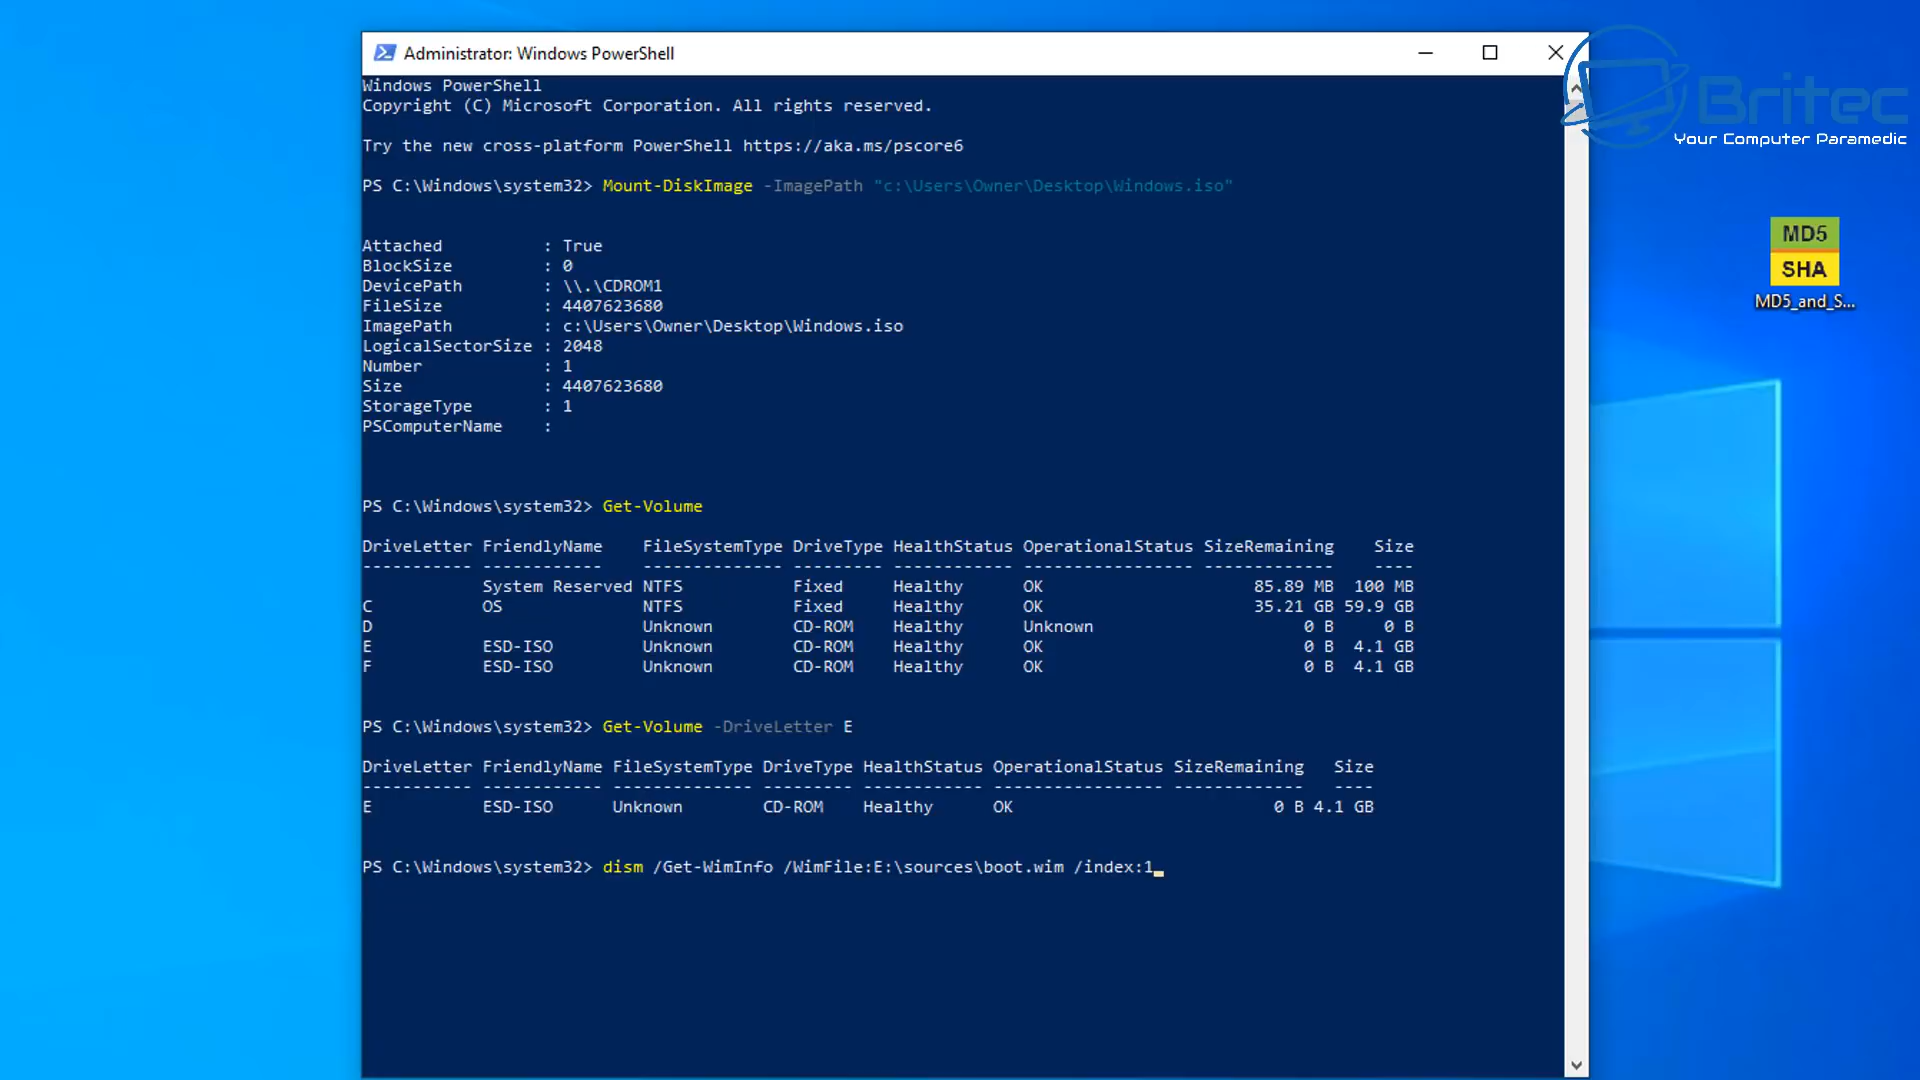 Administrator: Windows PowerShell
Windows PowerShell
Copyright (C) Microsoft Corporation. All rights reserved.
Try the new cross-platform PowerShell https://aka.ms/pscore6
PS C:\Windows\system32> Mount-DiskImage -ImagePath "c:\Users\Owner\Desktop\Windows.iso"
Attached : True
BlockSize : 0
DevicePath : \\.\CDROM1
FileSize : 4407623680
ImagePath : c:\Users\Owner\Desktop\Windows.iso
LogicalSectorSize : 2048
Number : 1
Size : 4407623680
StorageType : 1
PSComputerName :
PS C:\Windows\system32> Get-Volume
DriveLetter FriendlyName FileSystemType DriveType HealthStatus OperationalStatus SizeRemaining Size
----------- ------------ -------------- --------- ------------ ----------------- ------------- ----
System Reserved NTFS Fixed Healthy OK 85.89 MB 100 MB
C OS NTFS Fixed Healthy OK 35.21 GB 59.9 GB
D Unknown CD-ROM Healthy Unknown 0 B 0 B
E ESD-ISO Unknown CD-ROM Healthy OK 0 B 4.1 GB
F ESD-ISO Unknown CD-ROM Healthy OK 0 B 4.1 GB
PS C:\Windows\system32> Get-Volume -DriveLetter E
DriveLetter FriendlyName FileSystemType DriveType HealthStatus OperationalStatus SizeRemaining Size
----------- ------------ -------------- --------- ------------ ----------------- ------------- ----
E ESD-ISO Unknown CD-ROM Healthy OK 0 B 4.1 GB
PS C:\Windows\system32> dism /Get-WimInfo /WimFile:E:\sources\boot.wim /index:1
Britec
Your Computer Paramedic
MD5
SHA
MD5_and_S...